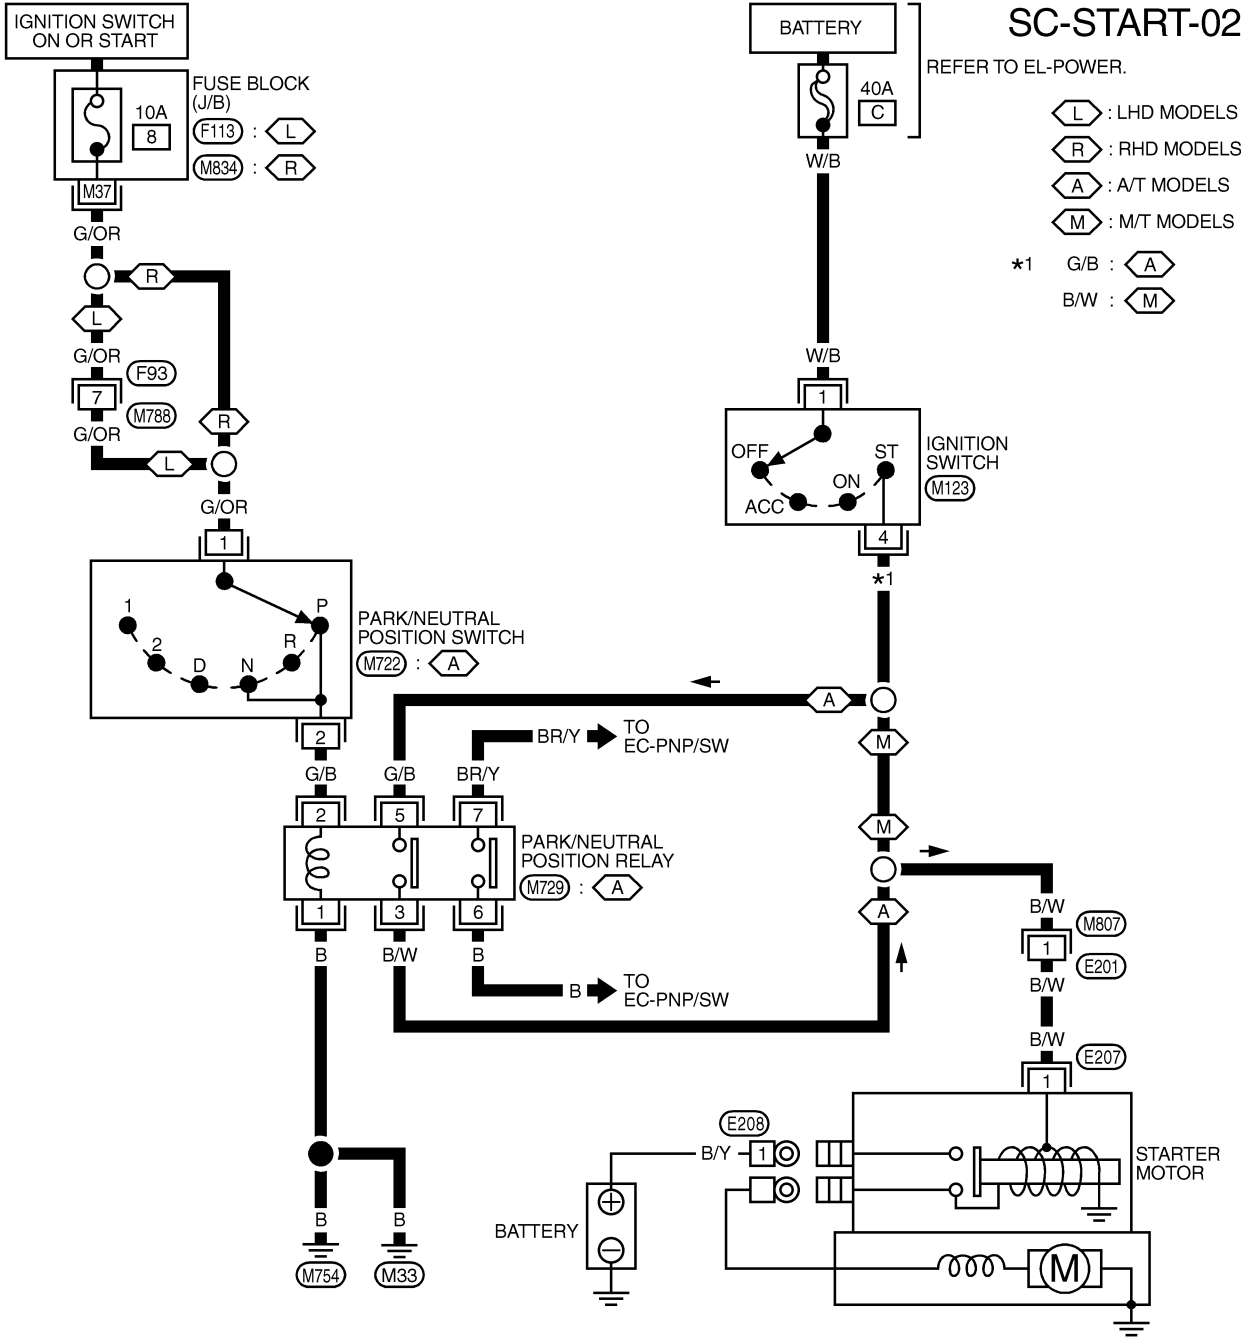 SC-START-02
IGNITION SWITCH
ON OR START
FUSE BLOCK
(J/B)
10A
8
F113 : L
M834 : R
M37
G/OR
R
L
G/OR
F93
7
M788
G/OR
R
L
G/OR
1
1
2
D
N
R
P
PARK/NEUTRAL
POSITION SWITCH
M722 : A
2
G/B
G/B
BR/Y
BR/Y
TO
EC-PNP/SW
2
5
7
PARK/NEUTRAL
POSITION RELAY
M729 : A
1
3
6
B
B/W
B
B
TO
EC-PNP/SW
B
B
M754
M33
BATTERY
REFER TO EL-POWER.
40A
C
W/B
W/B
1
OFF
ACC
ON
ST
IGNITION
SWITCH
M123
4
*1
A
M
M
A
L : LHD MODELS
R : RHD MODELS
A : A/T MODELS
M : M/T MODELS
*1 G/B : A
B/W : M
B/W
M807
1
E201
B/W
B/W
E207
1
STARTER
MOTOR
E208
B/Y
1
BATTERY
+
−
M